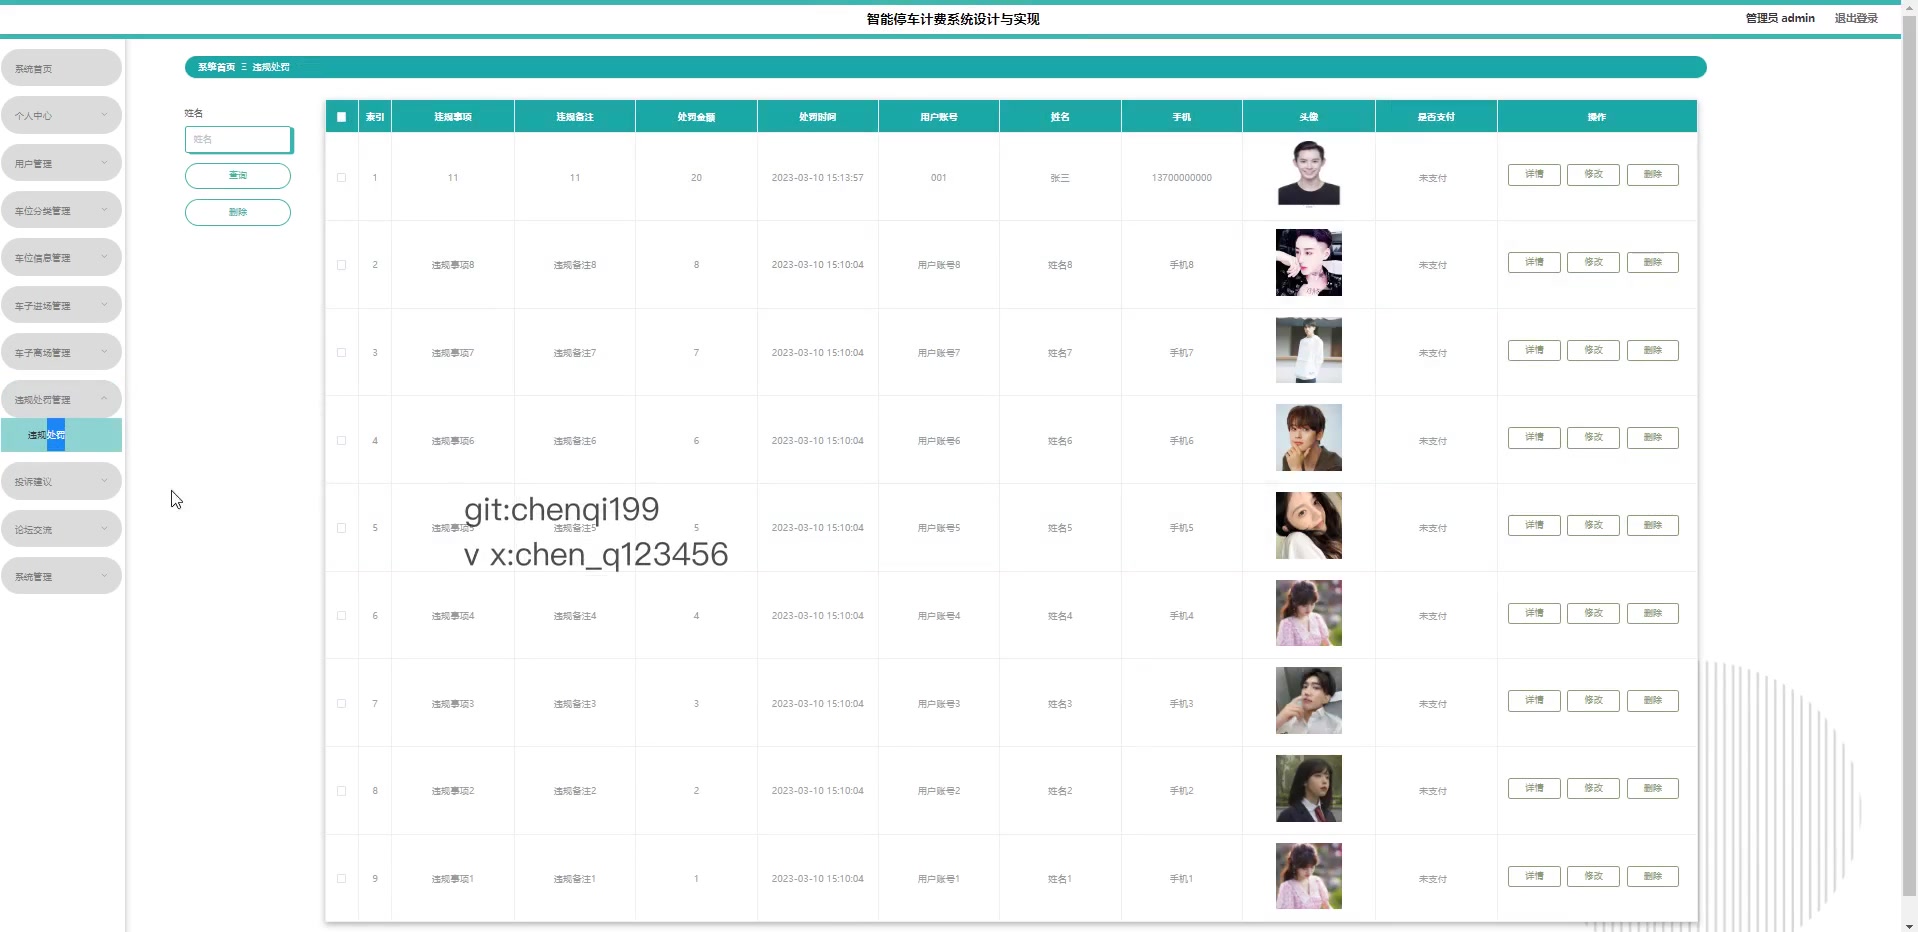 智能停车计费系统设计与实现
管理员 admin 退出登录
系统首页
个人中心
用户管理
车位分类管理
车位信息管理
车子进场管理
车子离场管理
违规处罚管理
违规处罚
投诉建议
论坛交流
系统管理
系统首页 Ξ 违规处罚
姓名
姓名
查询
删除
索引 违规事项 违规备注 处罚金额 处罚时间 用户账号 姓名 手机 头像 是否支付 操作
1 11 11 20 2023-03-10 15:13:57 001 张三 13700000000 未支付 详情 修改 删除
2 违规事项8 违规备注8 8 2023-03-10 15:10:04 用户账号8 姓名8 手机8 未支付 详情 修改 删除
3 违规事项7 违规备注7 7 2023-03-10 15:10:04 用户账号7 姓名7 手机7 未支付 详情 修改 删除
4 违规事项6 违规备注6 6 2023-03-10 15:10:04 用户账号6 姓名6 手机6 未支付 详情 修改 删除
git:chenqi199
5 违规事项5 违规备注5 5 2023-03-10 15:10:04 用户账号5 姓名5 手机5 未支付 详情 修改 删除
v x:chen_q123456
6 违规事项4 违规备注4 4 2023-03-10 15:10:04 用户账号4 姓名4 手机4 未支付 详情 修改 删除
7 违规事项3 违规备注3 3 2023-03-10 15:10:04 用户账号3 姓名3 手机3 未支付 详情 修改 删除
8 违规事项2 违规备注2 2 2023-03-10 15:10:04 用户账号2 姓名2 手机2 未支付 详情 修改 删除
9 违规事项1 违规备注1 1 2023-03-10 15:10:04 用户账号1 姓名1 手机1 未支付 详情 修改 删除